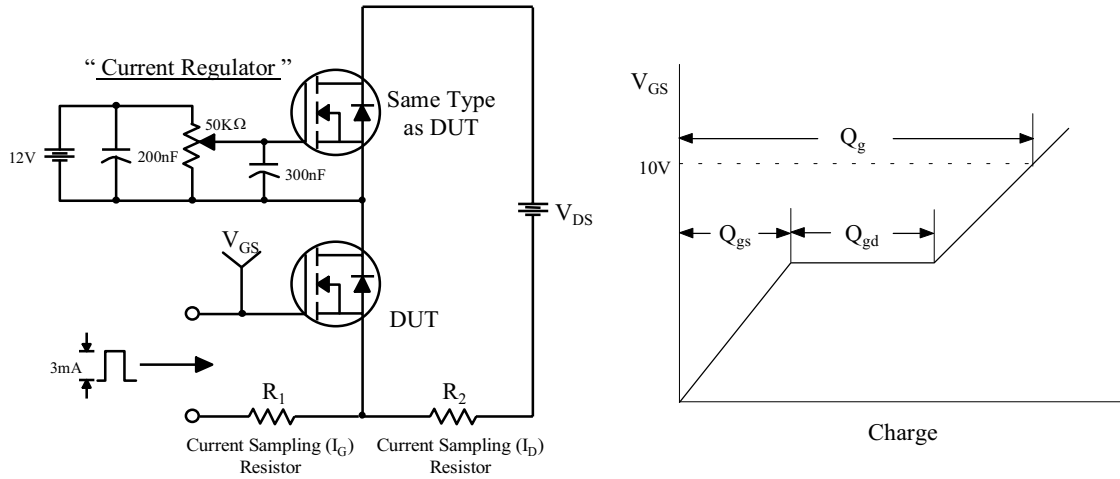 “ Current Regulator ”
Same Type
as DUT
50KΩ
12V
200nF
300nF
V_DS
V_GS
DUT
3mA
R_1
R_2
Current Sampling (I_G)
Resistor
Current Sampling (I_D)
Resistor
V_GS
Q_g
10V
Q_gs
Q_gd
Charge